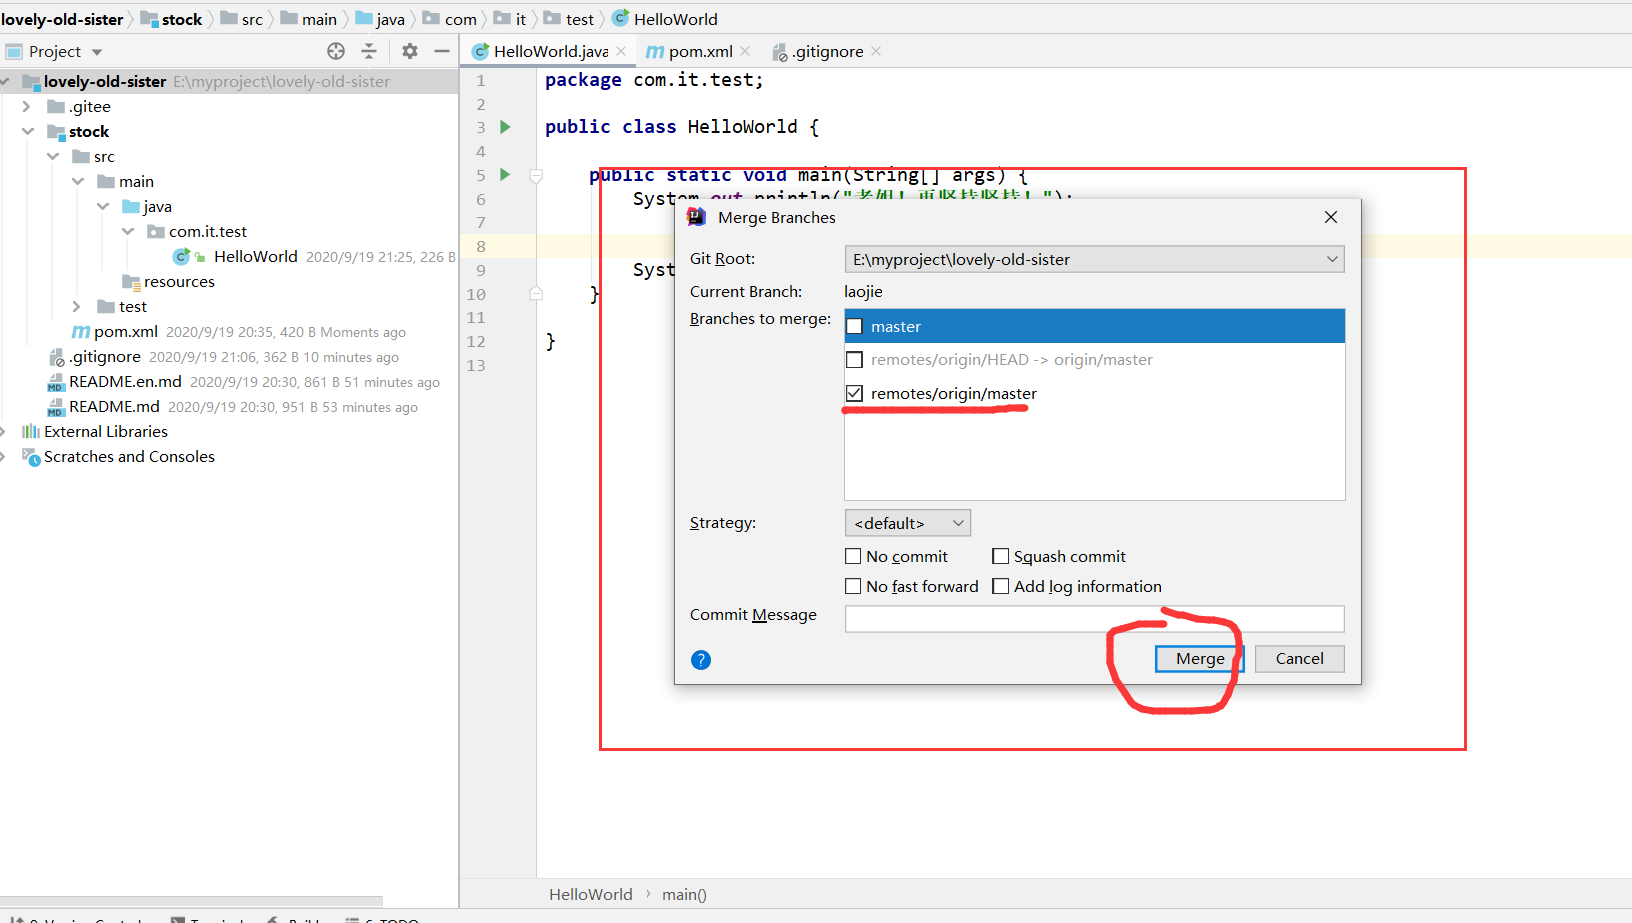 lovely-old-sister stock src main java com it test HelloWorld
Project
HelloWorld.java pom.xml .gitignore
lovely-old-sister E:\myproject\lovely-old-sister
.gitee
stock
src
main
java
com.it.test
HelloWorld 2020/9/19 21:25, 226 B
resources
test
pom.xml 2020/9/19 20:35, 420 B Moments ago
.gitignore 2020/9/19 21:06, 362 B 10 minutes ago
README.en.md 2020/9/19 20:30, 861 B 51 minutes ago
README.md 2020/9/19 20:30, 951 B 53 minutes ago
External Libraries
Scratches and Consoles
1 package com.it.test;
2
3 public class HelloWorld {
4
5 public static void main(String[] args) {
6 System.out.println("老姐！再坚持坚持！");
7
8
9 Syst
10 }
11
12 }
13
Merge Branches
Git Root: E:\myproject\lovely-old-sister
Current Branch: laojie
Branches to merge: master
remotes/origin/HEAD -> origin/master
remotes/origin/master
Strategy: <default>
No commit Squash commit
No fast forward Add log information
Commit Message
? Merge Cancel
HelloWorld › main()